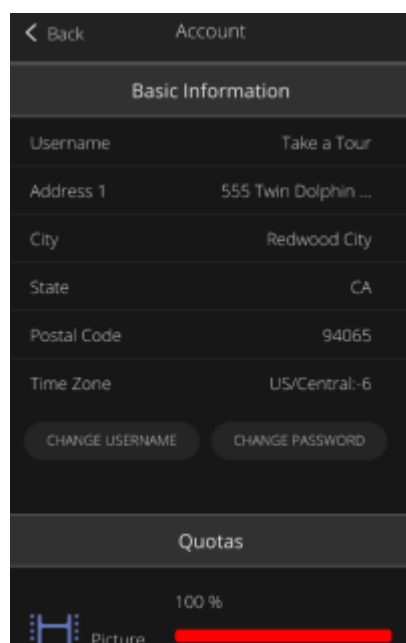 Back Account
Basic Information
Username Take a Tour
Address 1 555 Twin Dolphin ...
City Redwood City
State CA
Postal Code 94065
Time Zone US/Central:-6
CHANGE USERNAME CHANGE PASSWORD
Quotas
100 %
Picture